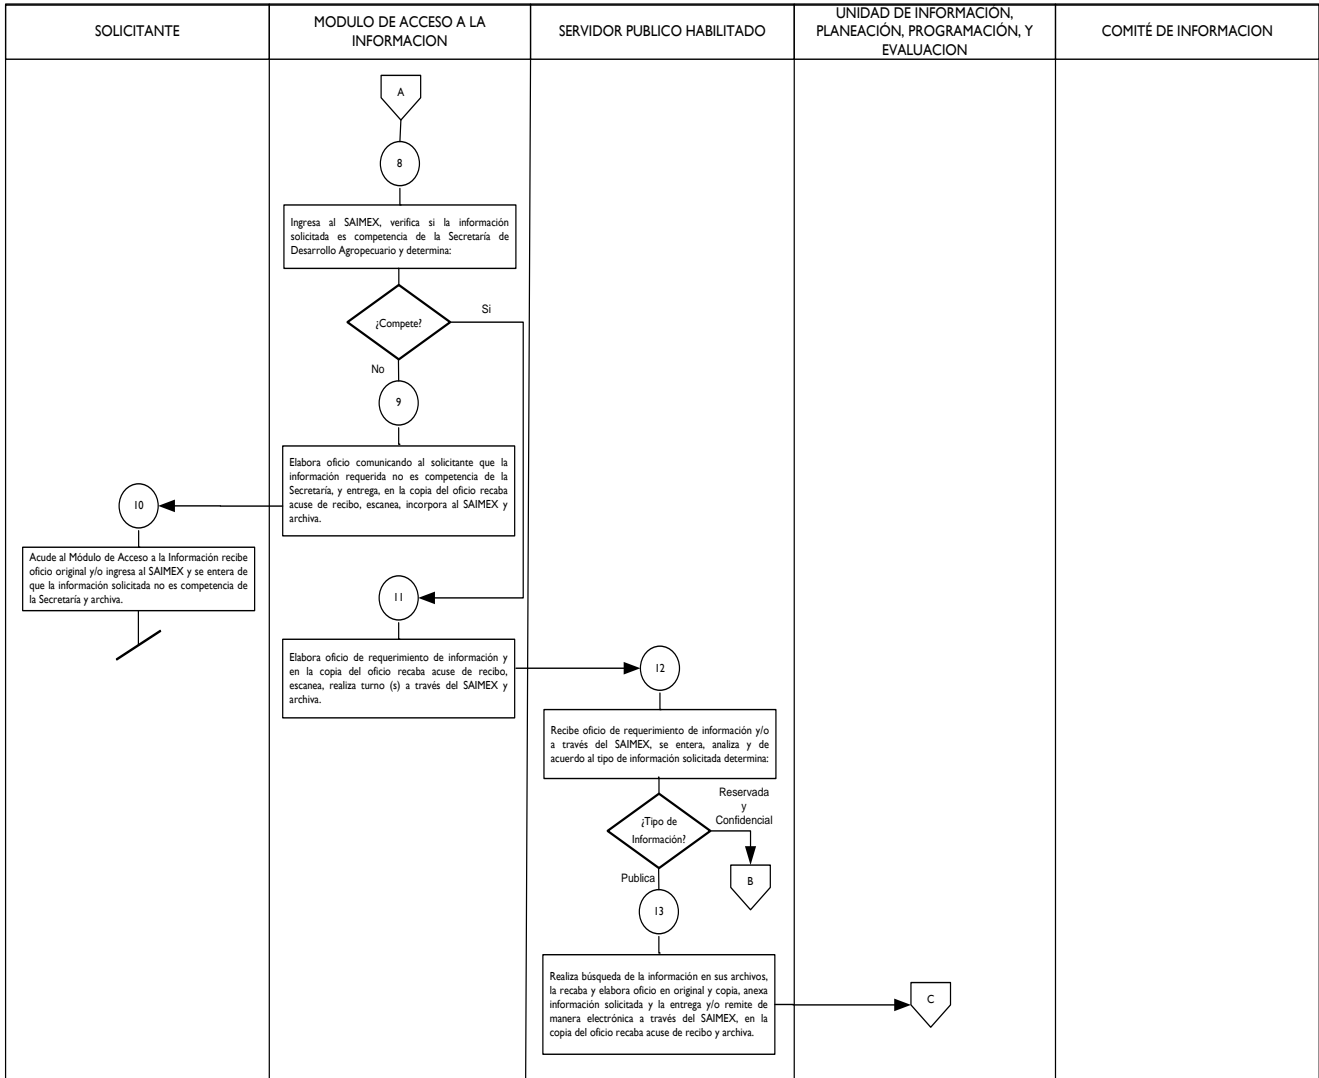 SOLICITANTE
MODULO DE ACCESO A LA
INFORMACION
SERVIDOR PUBLICO HABILITADO
UNIDAD DE INFORMACIÓN,
PLANEACIÓN, PROGRAMACIÓN, Y
EVALUACION
COMITÉ DE INFORMACION
A
8
Ingresa al SAIMEX, verifica si la información
solicitada es competencia de la Secretaría de
Desarrollo Agropecuario y determina:
¿Compete?
Si
No
9
Elabora oficio comunicando al solicitante que la
información requerida no es competencia de la
Secretaría, y entrega, en la copia del oficio recaba
acuse de recibo, escanea, incorpora al SAIMEX y
archiva.
10
Acude al Módulo de Acceso a la Información recibe
oficio original y/o ingresa al SAIMEX y se entera de
que la información solicitada no es competencia de
la Secretaría y archiva.
11
Elabora oficio de requerimiento de información y
en la copia del oficio recaba acuse de recibo,
escanea, realiza turno (s) a través del SAIMEX y
archiva.
12
Recibe oficio de requerimiento de información y/o
a través del SAIMEX, se entera, analiza y de
acuerdo al tipo de información solicitada determina:
¿Tipo de
Información?
Reservada
y
Confidencial
B
Publica
13
Realiza búsqueda de la información en sus archivos,
la recaba y elabora oficio en original y copia, anexa
información solicitada y la entrega y/o remite de
manera electrónica a través del SAIMEX, en la
copia del oficio recaba acuse de recibo y archiva.
C